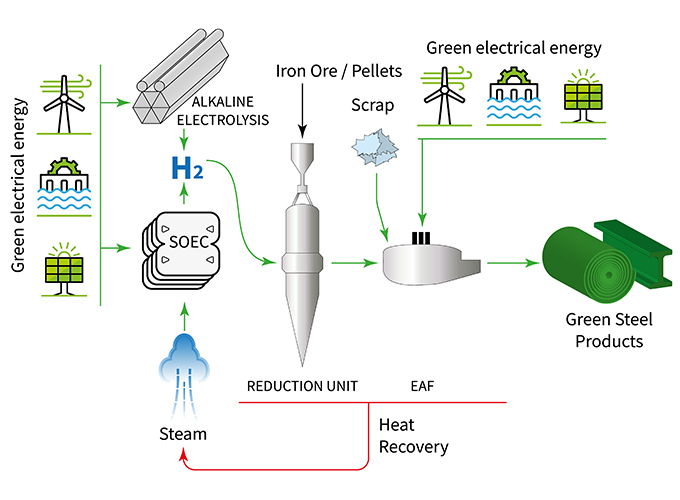 Green electrical energy
ALKALINE
ELECTROLYSIS
H2
SOEC
Steam
Iron Ore / Pellets
Scrap
Green electrical energy
REDUCTION UNIT
EAF
Heat
Recovery
Green Steel
Products